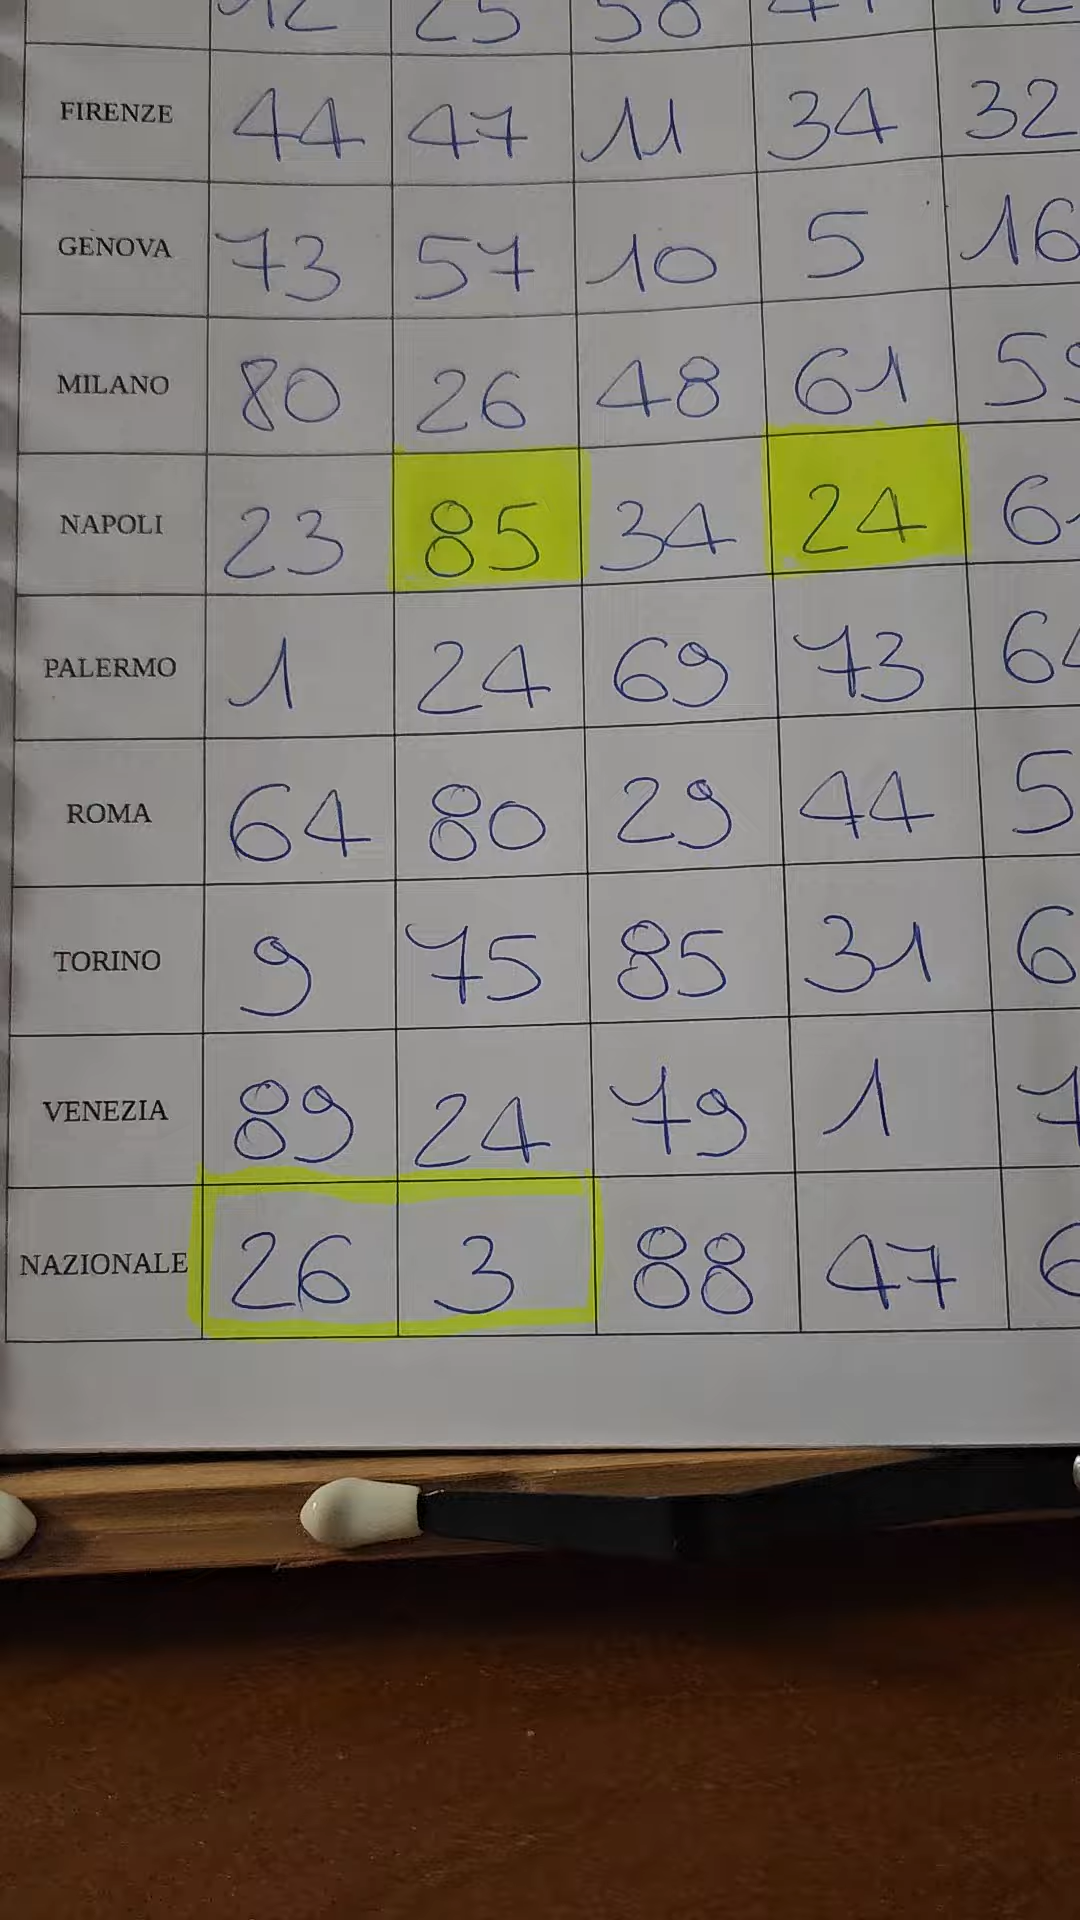 12 25
FIRENZE 44 47 11 34 32
GENOVA 73 57 10 5 16
MILANO 80 26 48 61
NAPOLI 23 85 34 24
PALERMO 1 24 69 73
ROMA 64 80 29 44
TORINO 9 75 85 31
VENEZIA 89 24 79 1
NAZIONALE 26 3 88 47